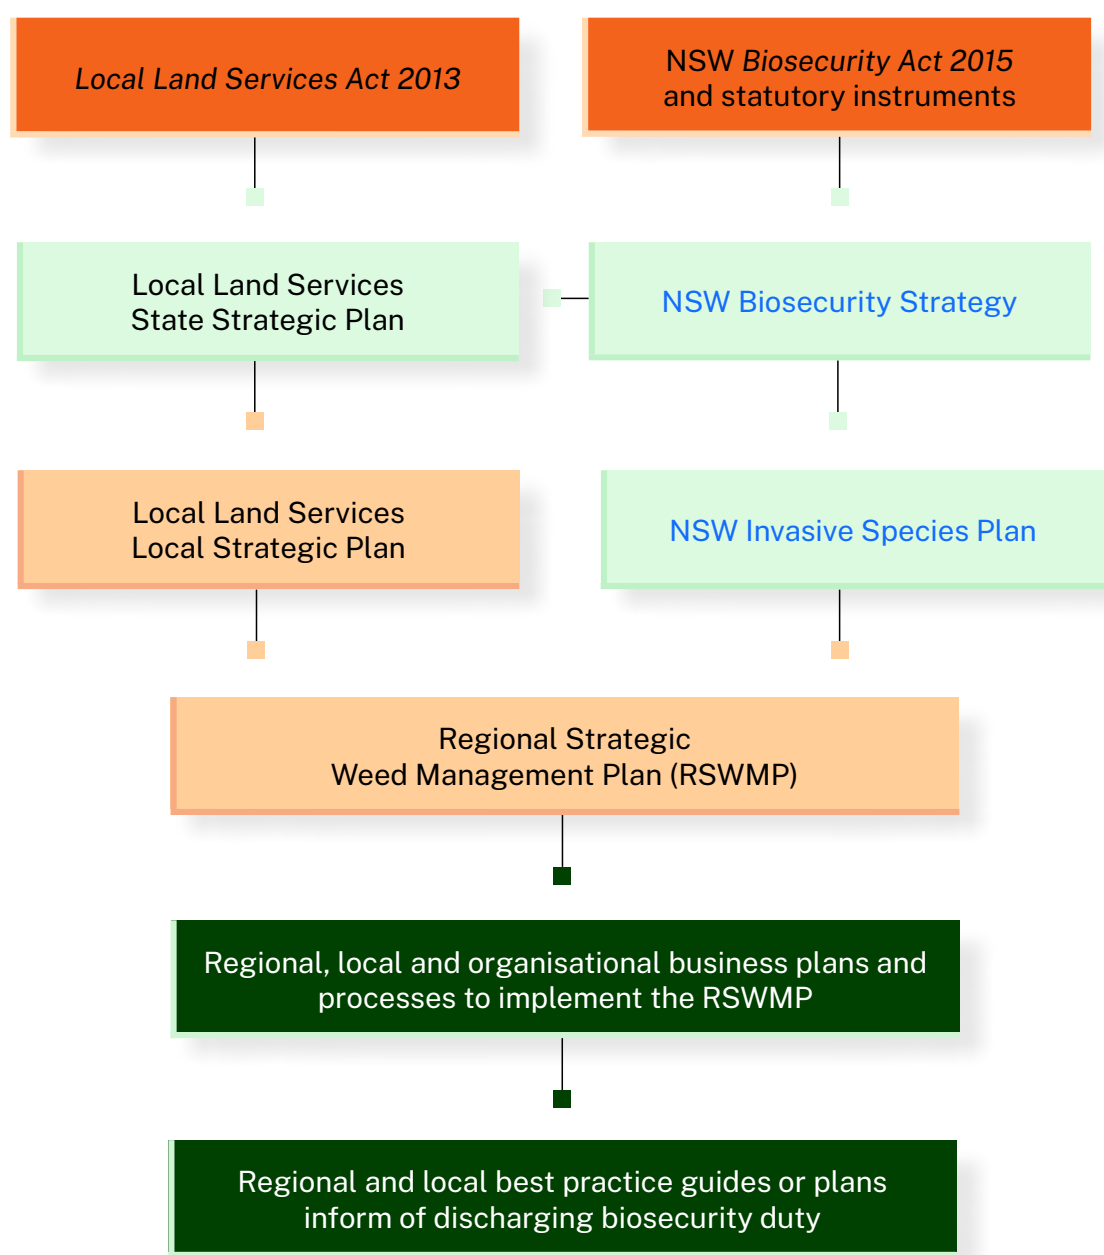 Local Land Services Act 2013
NSW Biosecurity Act 2015
and statutory instruments
Local Land Services
State Strategic Plan
NSW Biosecurity Strategy
Local Land Services
Local Strategic Plan
NSW Invasive Species Plan
Regional Strategic
Weed Management Plan (RSWMP)
Regional, local and organisational business plans and
processes to implement the RSWMP
Regional and local best practice guides or plans
inform of discharging biosecurity duty